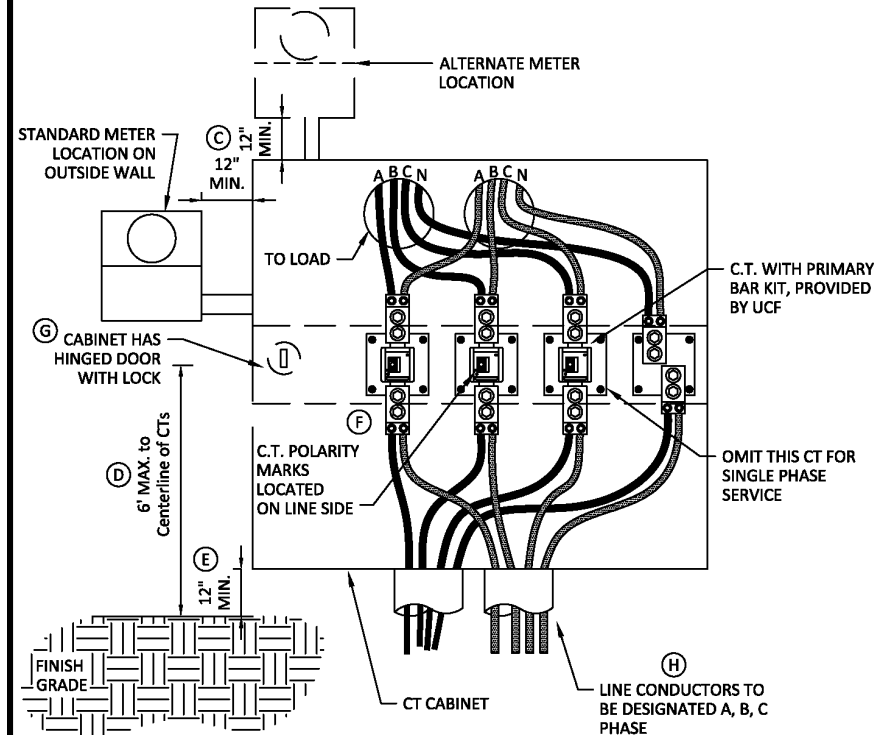 ALTERNATE METER
LOCATION
STANDARD METER
LOCATION ON
OUTSIDE WALL
C
12"
MIN.
12"
MIN.
A B C N
A B C N
TO LOAD
C.T. WITH PRIMARY
BAR KIT, PROVIDED
BY UCF
G
CABINET HAS
HINGED DOOR
WITH LOCK
F
C.T. POLARITY
MARKS
LOCATED
ON LINE SIDE
OMIT THIS CT FOR
SINGLE PHASE
SERVICE
D
6' MAX. to
Centerline of CTs
E
12"
MIN.
FINISH
GRADE
CT CABINET
H
LINE CONDUCTORS TO
BE DESIGNATED A, B, C
PHASE